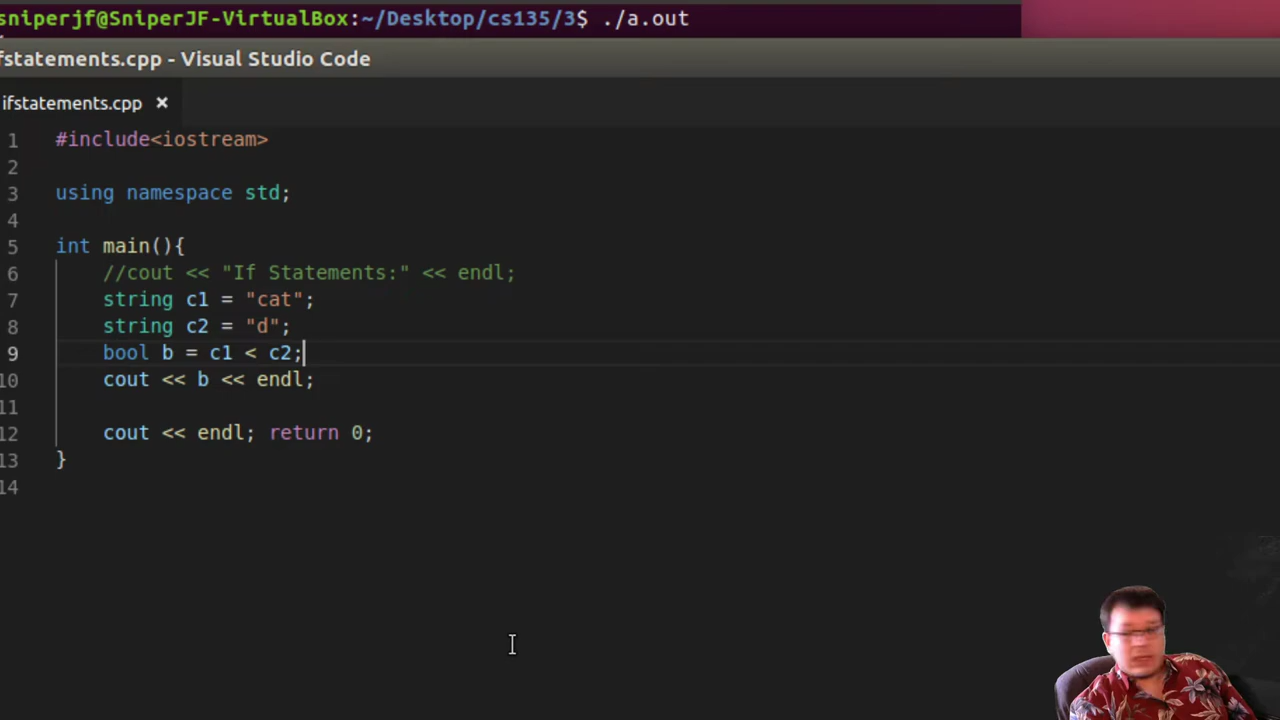 sniperjf@SniperJF-VirtualBox:~/Desktop/cs135/3$ ./a.out
fstatements.cpp - Visual Studio Code
ifstatements.cpp ×
1 #include<iostream>
2
3 using namespace std;
4
5 int main(){
6 //cout << "If Statements:" << endl;
7 string c1 = "cat";
8 string c2 = "d";
9 bool b = c1 < c2;
10 cout << b << endl;
11
12 cout << endl; return 0;
13 }
14